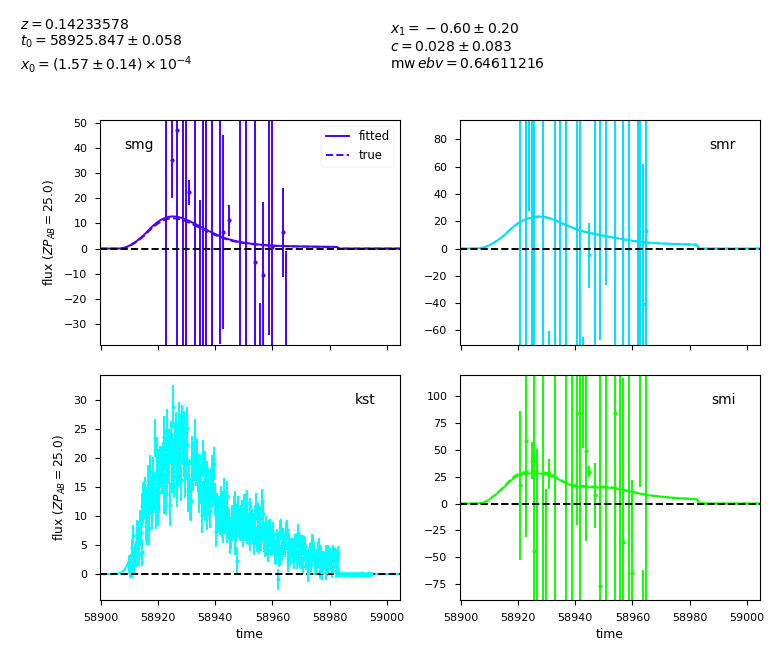 z = 0.14233578
t₀ = 58925.847 ± 0.058
x₀ = (1.57 ± 0.14) × 10⁻⁴
x₁ = −0.60 ± 0.20
c = 0.028 ± 0.083
mw ebv = 0.64611216
smg
fitted
true
50
40
30
20
10
0
−10
−20
−30
flux (ZP_AB = 25.0)
smr
80
60
40
20
0
−20
−40
−60
kst
30
25
20
15
10
5
0
flux (ZP_AB = 25.0)
58900 58920 58940 58960 58980 59000
time
smi
100
75
50
25
0
−25
−50
−75
58900 58920 58940 58960 58980 59000
time